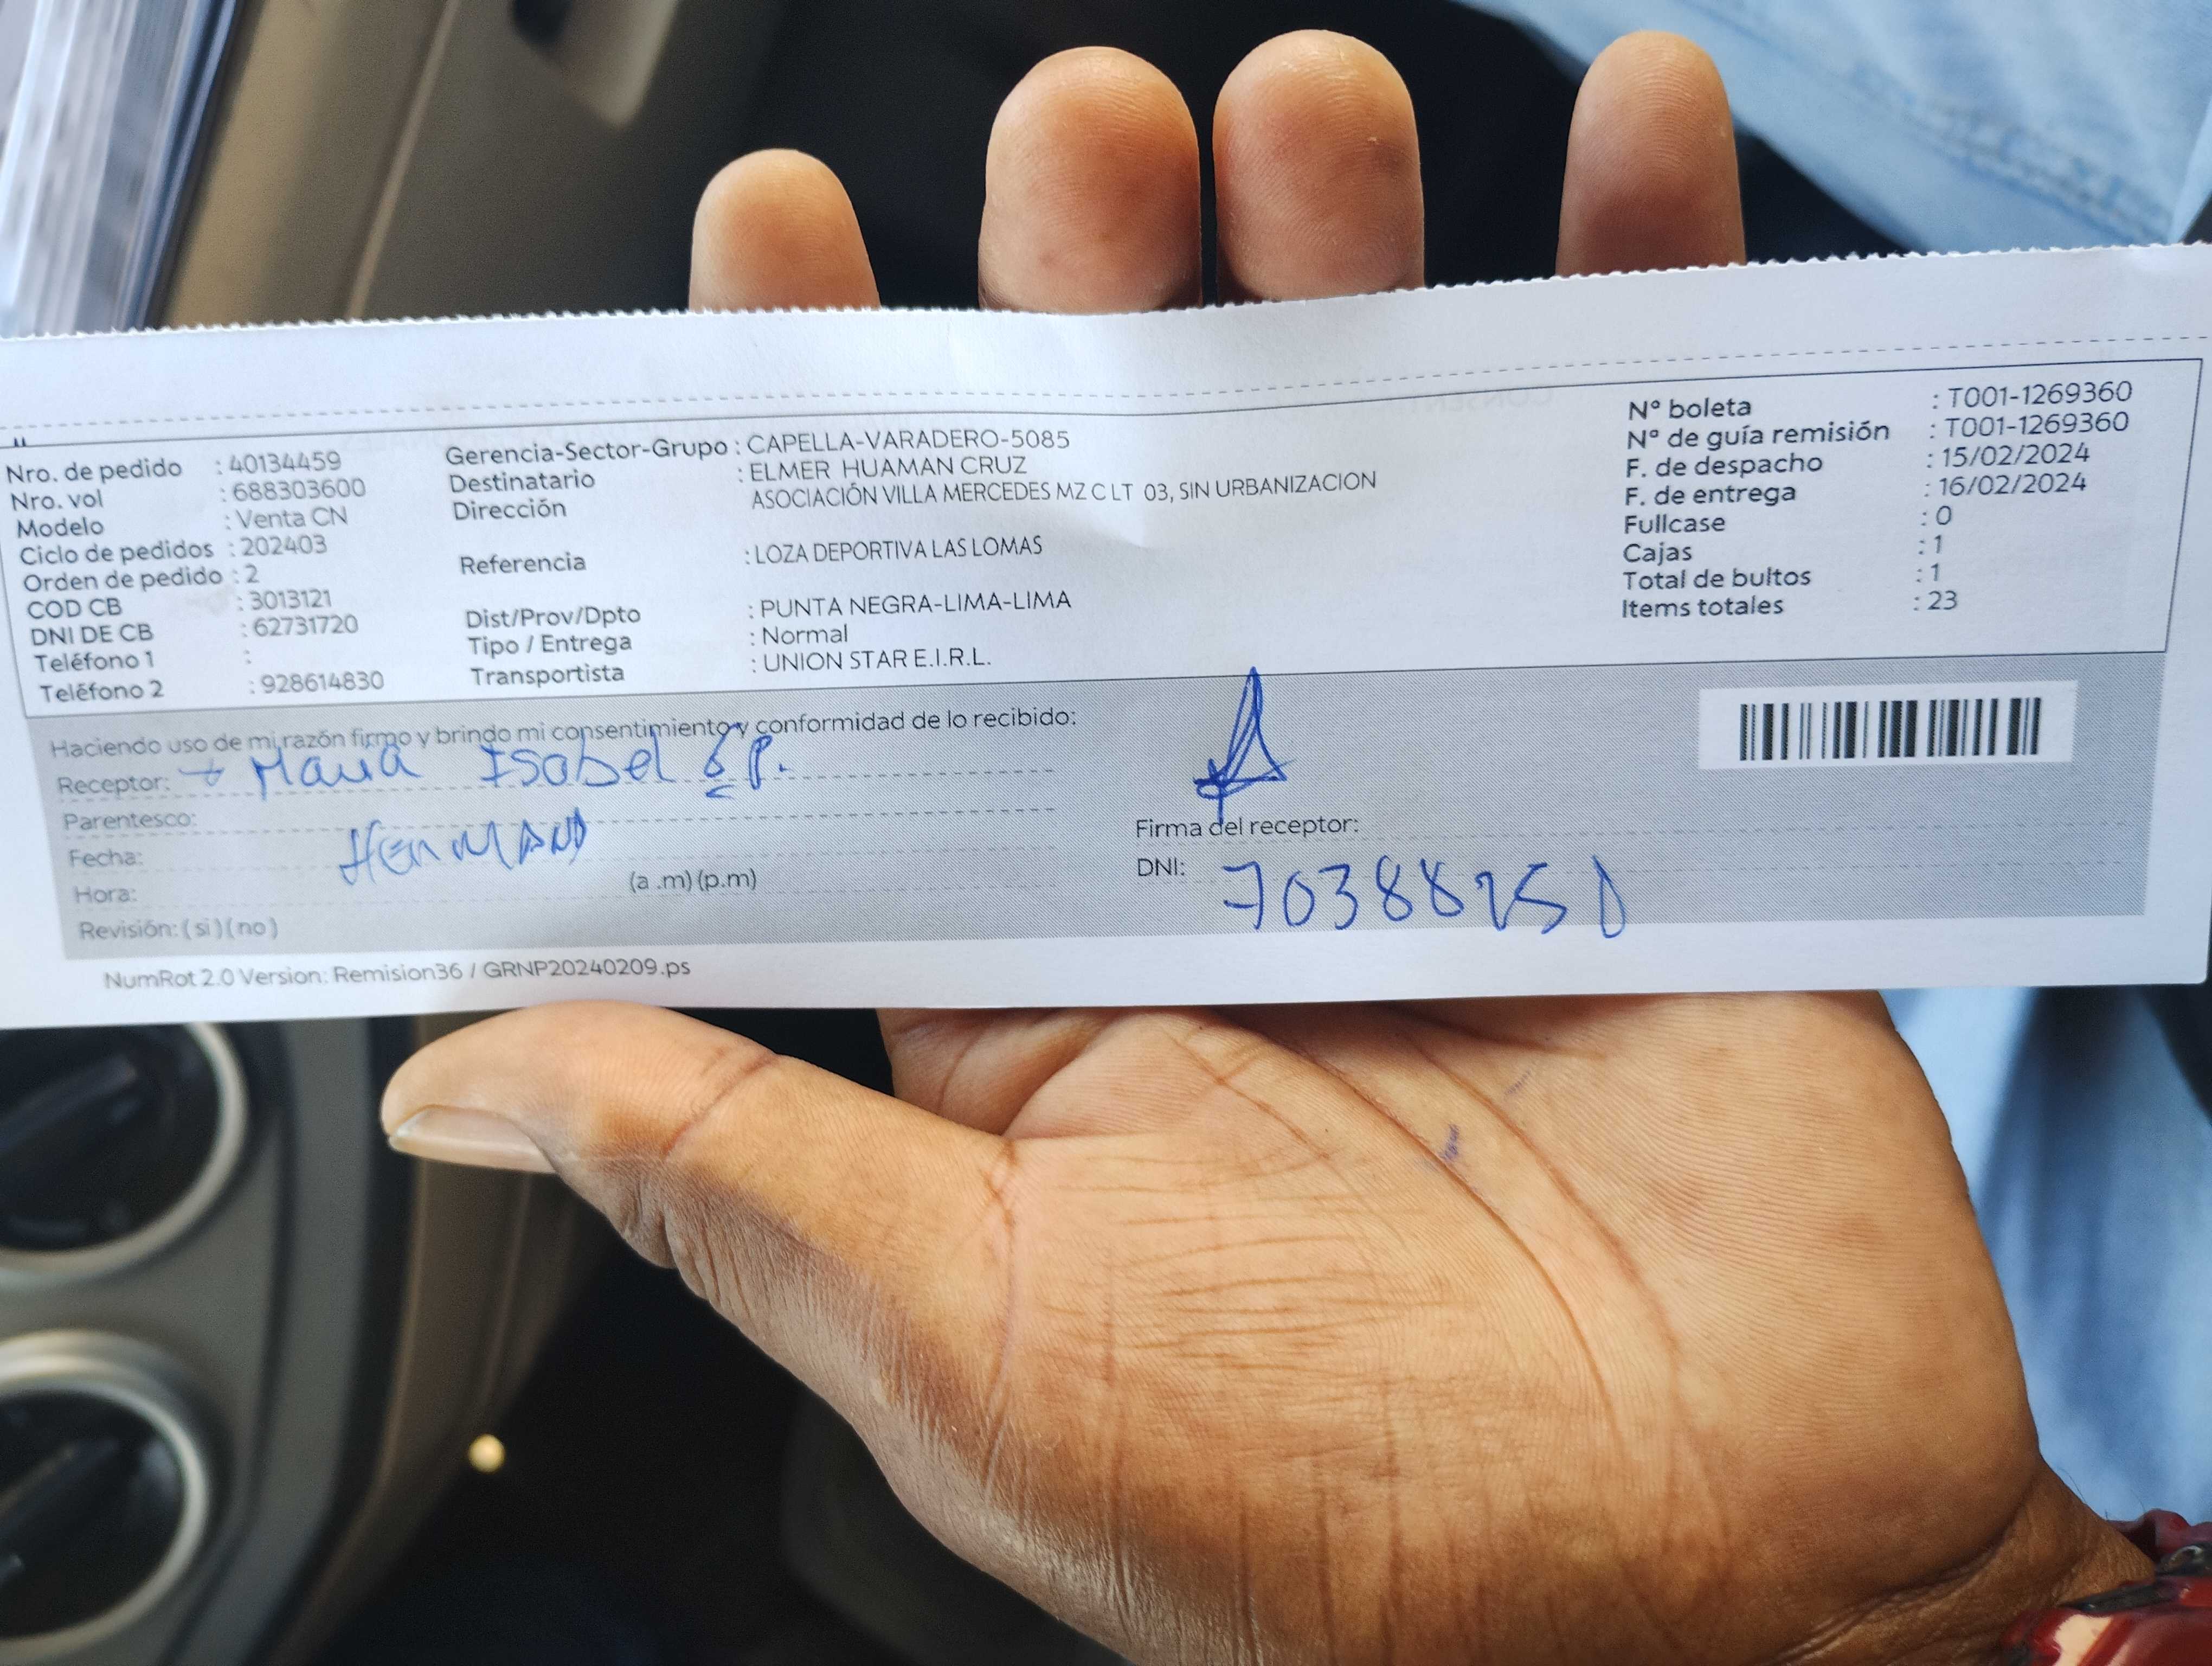 Nro. de pedido : 40134459
Nro. vol : 688303600
Modelo : Venta CN
Ciclo de pedidos : 202403
Orden de pedido : 2
COD CB : 3013121
DNI DE CB : 62731720
Teléfono 1 :
Teléfono 2 : 928614830
Gerencia-Sector-Grupo : CAPELLA-VARADERO-5085
Destinatario : ELMER HUAMAN CRUZ
Dirección ASOCIACIÓN VILLA MERCEDES MZ C LT 03, SIN URBANIZACION
Referencia : LOZA DEPORTIVA LAS LOMAS
Dist/Prov/Dpto : PUNTA NEGRA-LIMA-LIMA
Tipo / Entrega : Normal
Transportista : UNION STAR E.I.R.L.
Nº boleta : T001-1269360
Nº de guía remisión : T001-1269360
F. de despacho : 15/02/2024
F. de entrega : 16/02/2024
Fullcase : 0
Cajas : 1
Total de bultos : 1
Items totales : 23
Haciendo uso de mi razón firmo y brindo mi consentimiento y conformidad de lo recibido:
Receptor: María Isabel
Parentesco:
Fecha:
Hora: (a .m) (p.m)
Revisión: ( si ) ( no )
Firma del receptor:
DNI:
NumRot 2.0 Version: Remision36 / GRNP20240209.ps